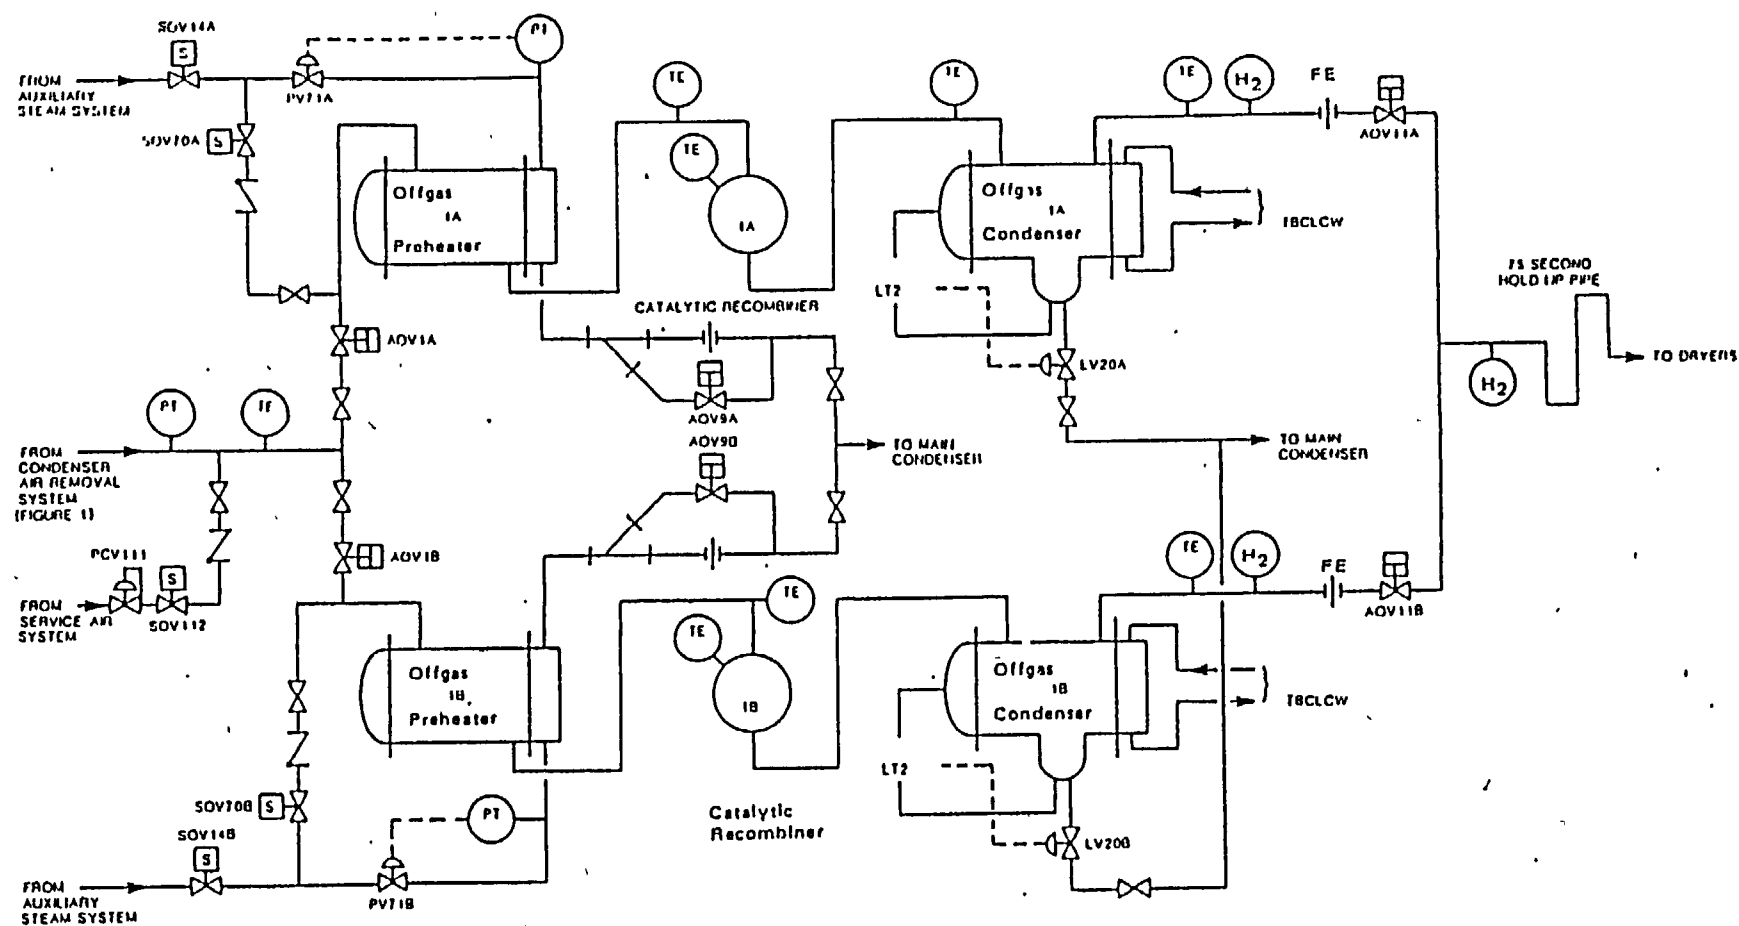 SOV14A
S
PT
FROM
AUXILIARY
STEAM SYSTEM
PV71A
SOV70A
S
TE
TE
Offgas
1A
Preheater
1A
TE
Offgas
1A
Condenser
TE
H2
FE
AOV11A
TBCLCW
75 SECOND
HOLD UP PIPE
LT2
CATALYTIC RECOMBINER
AOV1A
LV20A
TO DRYERS
H2
PT
TE
AOV9A
AOV9B
TO MAIN
CONDENSER
TO MAIN
CONDENSER
FROM
CONDENSER
AIR REMOVAL
SYSTEM
(FIGURE 1)
PCV111
S
AOV1B
FROM
SERVICE AIR
SYSTEM
SOV112
TE
TE
TE
H2
FE
AOV11B
Offgas
1B
Preheater
1B
Offgas
1B
Condenser
TBCLCW
LT2
SOV70B
S
PT
Catalytic
Recombiner
SOV14B
S
LV20B
FROM
AUXILIARY
STEAM SYSTEM
PV71B